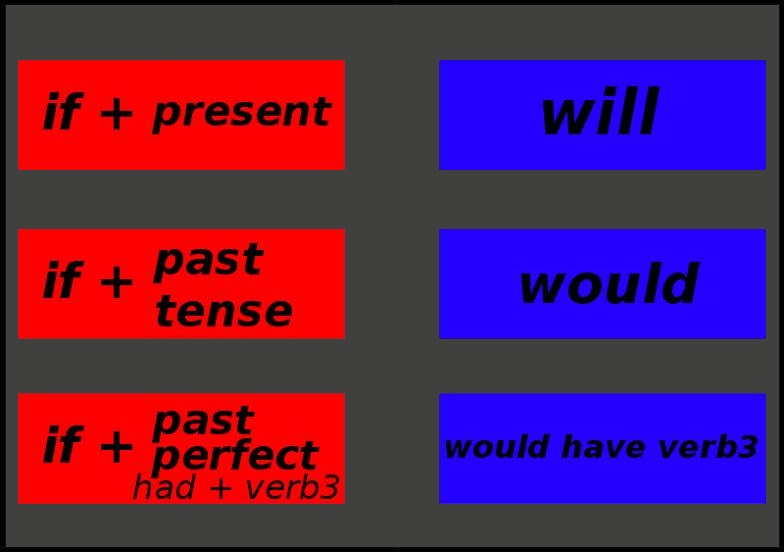 if + present
will
if + past
tense
would
if + past
perfect
had + verb3
would have verb3